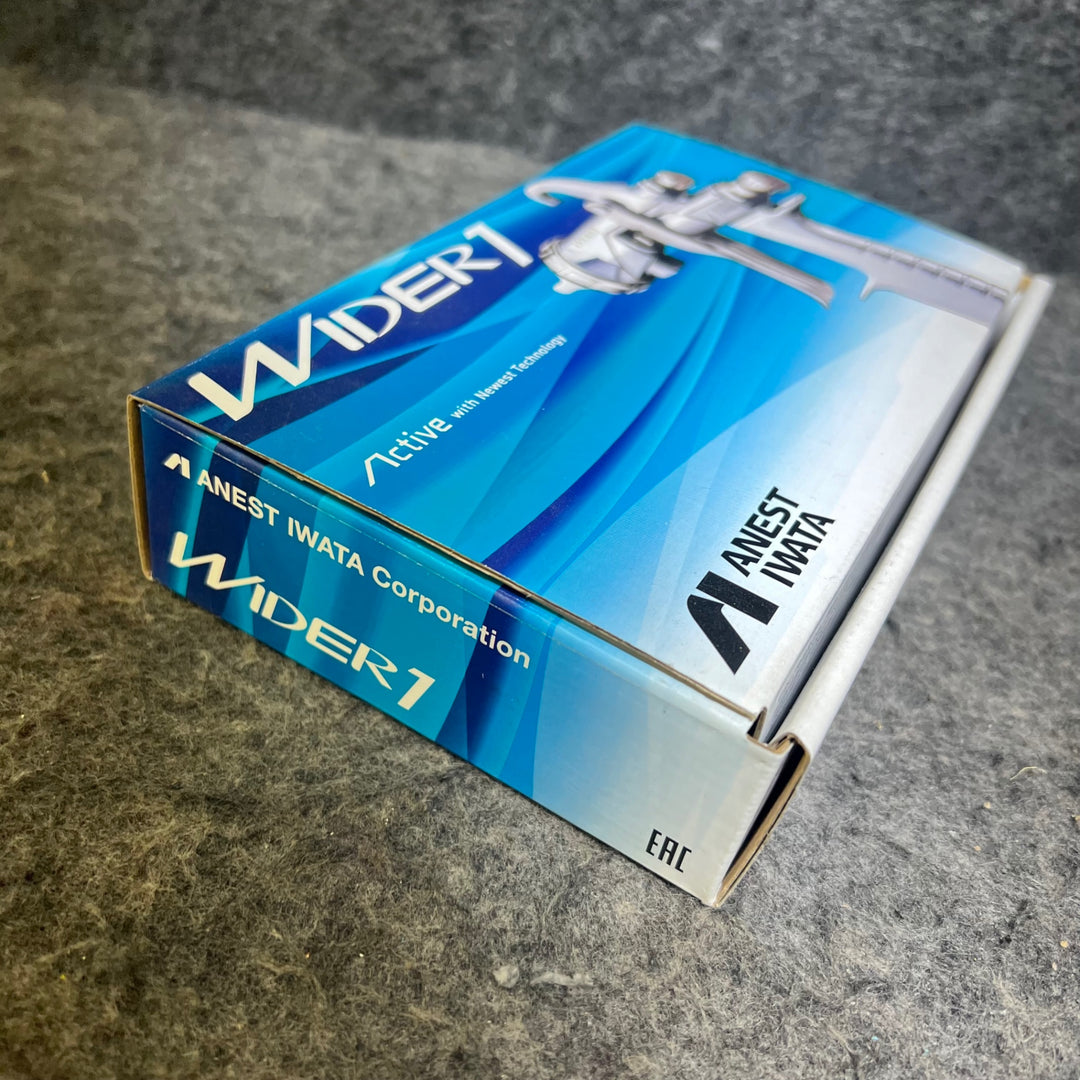 WIDER1
Active with Newest Technology
ANEST
IWATA
ANEST IWATA Corporation
WIDER1
EAC